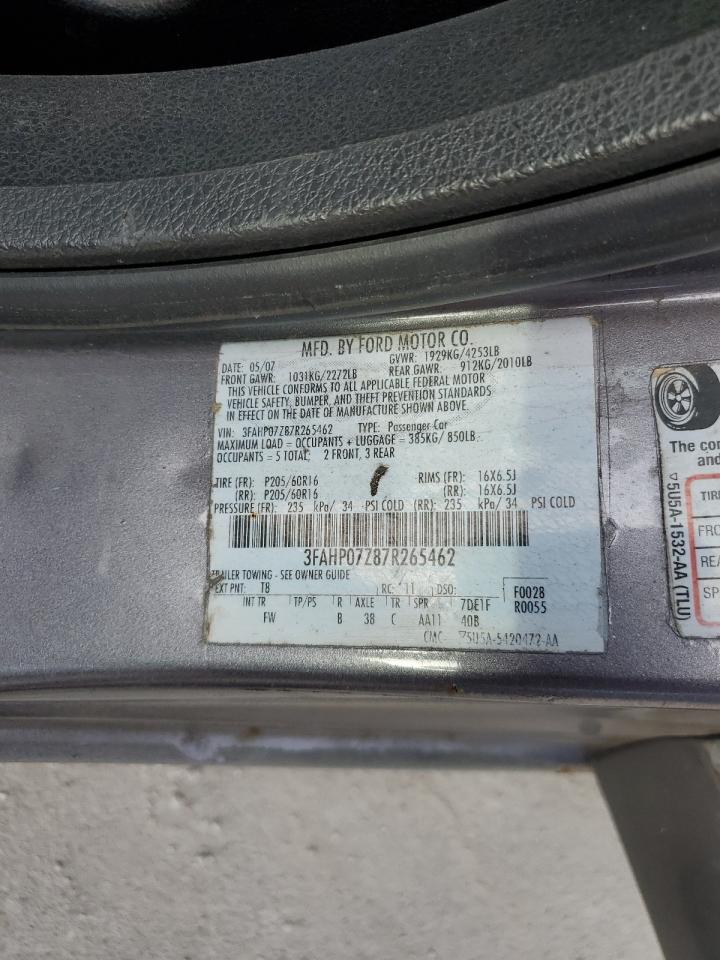 MFD. BY FORD MOTOR CO.
DATE: 05/07 GVWR: 1929KG/4253LB
FRONT GAWR: 1031KG/2272LB REAR GAWR: 912KG/2010LB
THIS VEHICLE CONFORMS TO ALL APPLICABLE FEDERAL MOTOR
VEHICLE SAFETY, BUMPER, AND THEFT PREVENTION STANDARDS
IN EFFECT ON THE DATE OF MANUFACTURE SHOWN ABOVE.
VIN: 3FAHP07Z87R265462 TYPE: Passenger Car
MAXIMUM LOAD = OCCUPANTS + LUGGAGE = 385KG/850LB
OCCUPANTS = 5 TOTAL: 2 FRONT, 3 REAR
TIRE (FR): P205/60R16 RIMS (FR): 16X6.5J
(RR): P205/60R16 (RR): 16X6.5J
PRESSURE (FR): 235 kPa/ 34 PSI COLD (RR): 235 kPa/ 34 PSI COLD
3FAHP07Z87R265462
TRAILER TOWING - SEE OWNER GUIDE
EXT PNT: T8 RC: 11 DSO: F0028
INT TR TP/PS R AXLE TR SPR 7DE1F R0055
FW B 38 C AA11 40B
CMC 5U5A-5420472-AA
The com
and
TIRE
FRO
REA
SP
5U5A-1532-AA (TLU)